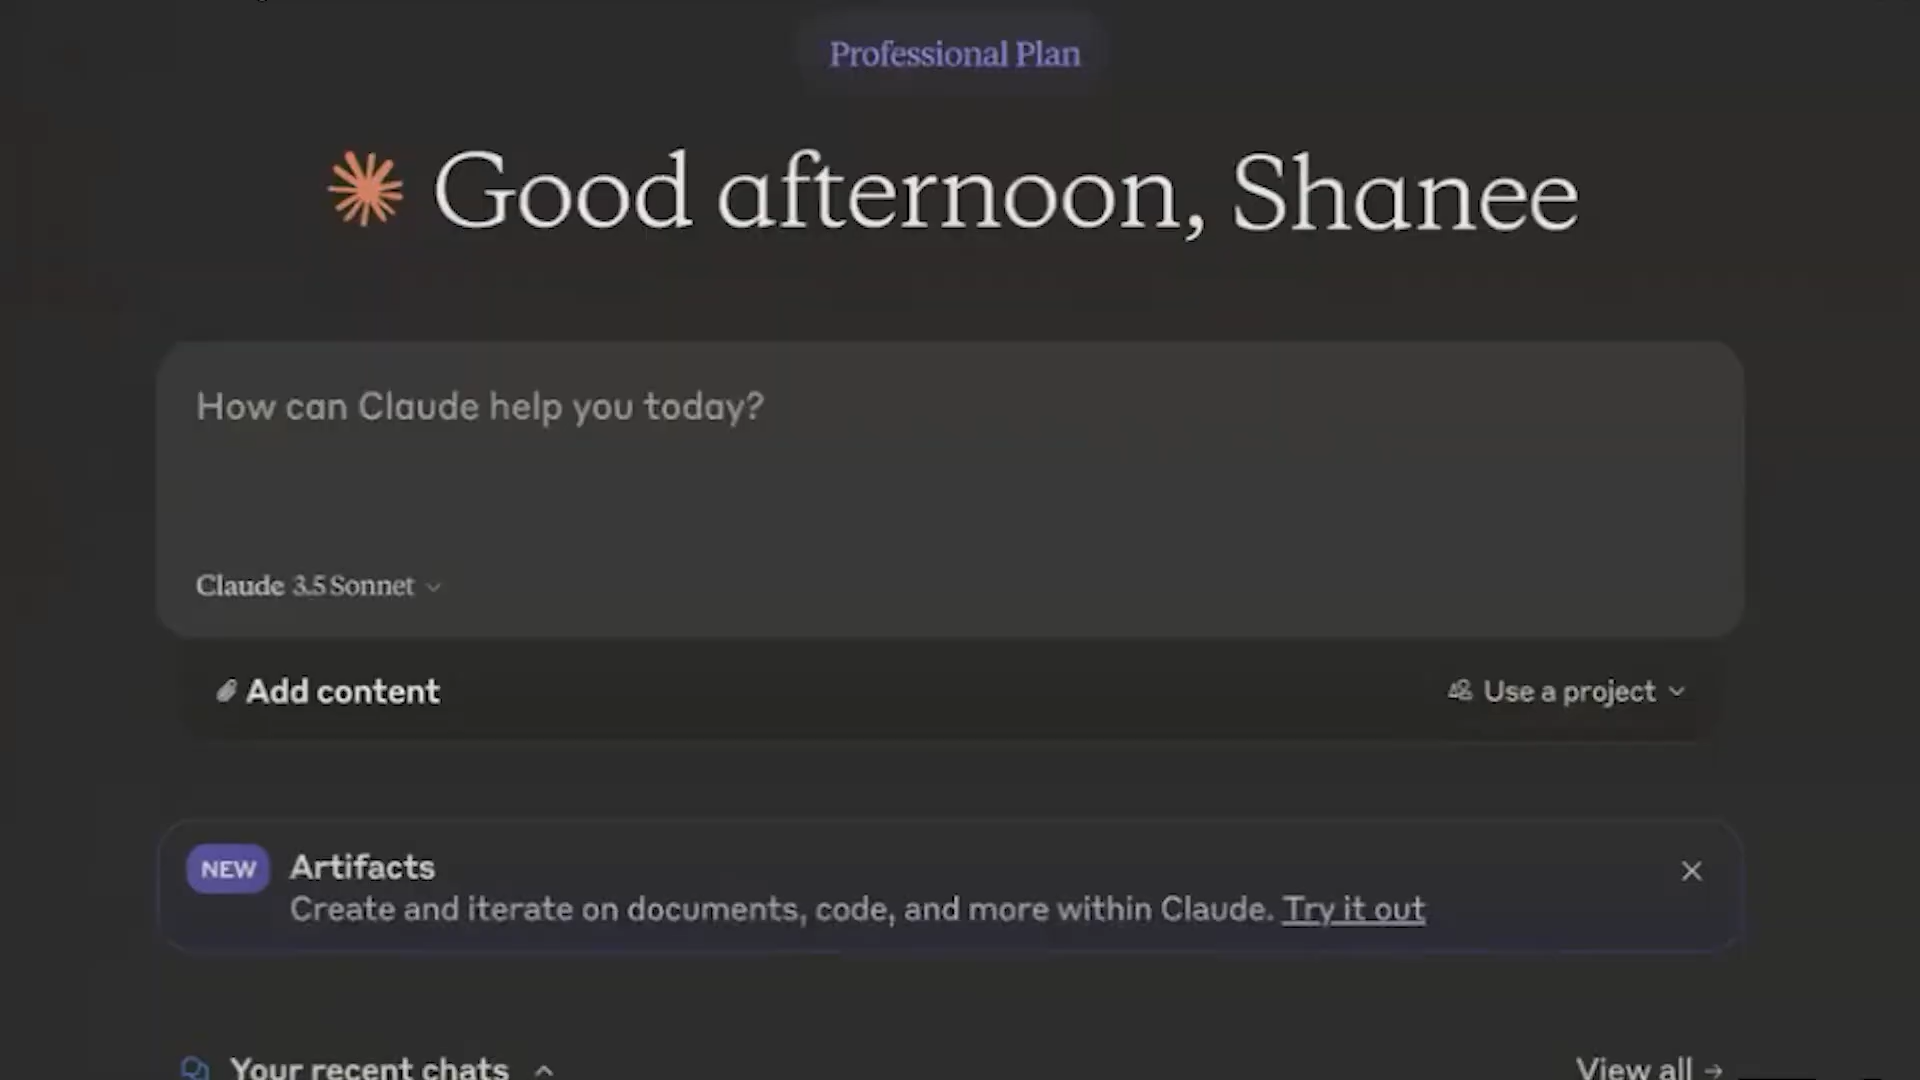 Professional Plan
Good afternoon, Shanee
How can Claude help you today?
Claude 3.5 Sonnet
Add content
Use a project
NEW
Artifacts
Create and iterate on documents, code, and more within Claude. Try it out
Your recent chats
View all →